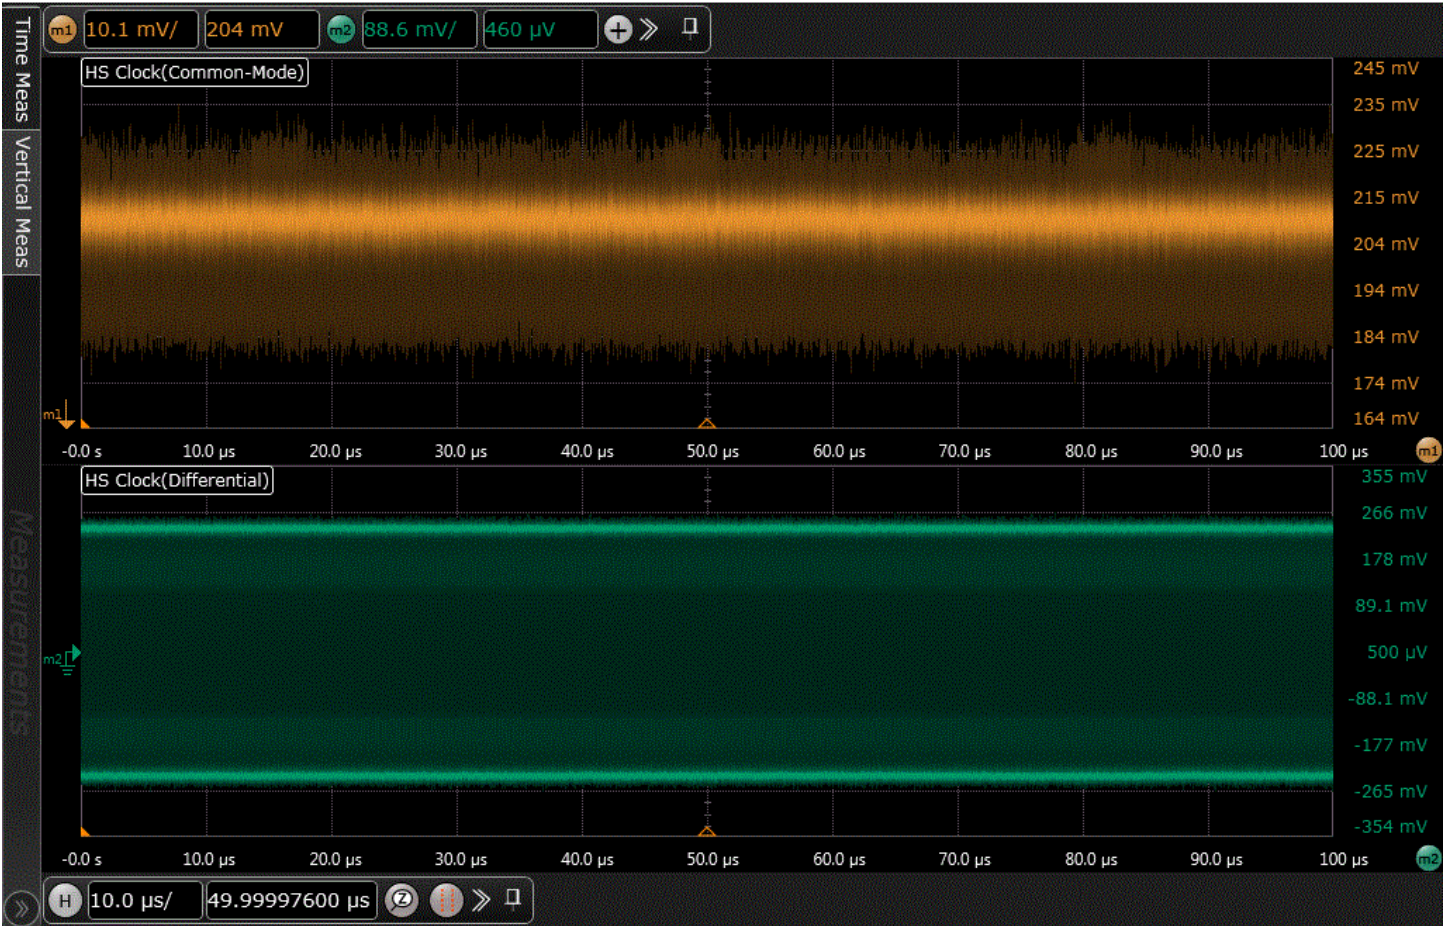 Time Meas
Vertical Meas
Measurements
m1 10.1 mV/ 204 mV m2 88.6 mV/ 460 µV
HS Clock(Common-Mode)
245 mV
235 mV
225 mV
215 mV
204 mV
194 mV
184 mV
174 mV
164 mV
m1
-0.0 s 10.0 µs 20.0 µs 30.0 µs 40.0 µs 50.0 µs 60.0 µs 70.0 µs 80.0 µs 90.0 µs 100 µs m1
HS Clock(Differential)
355 mV
266 mV
178 mV
89.1 mV
500 µV
-88.1 mV
-177 mV
-265 mV
-354 mV
m2
-0.0 s 10.0 µs 20.0 µs 30.0 µs 40.0 µs 50.0 µs 60.0 µs 70.0 µs 80.0 µs 90.0 µs 100 µs m2
H 10.0 µs/ 49.99997600 µs Z